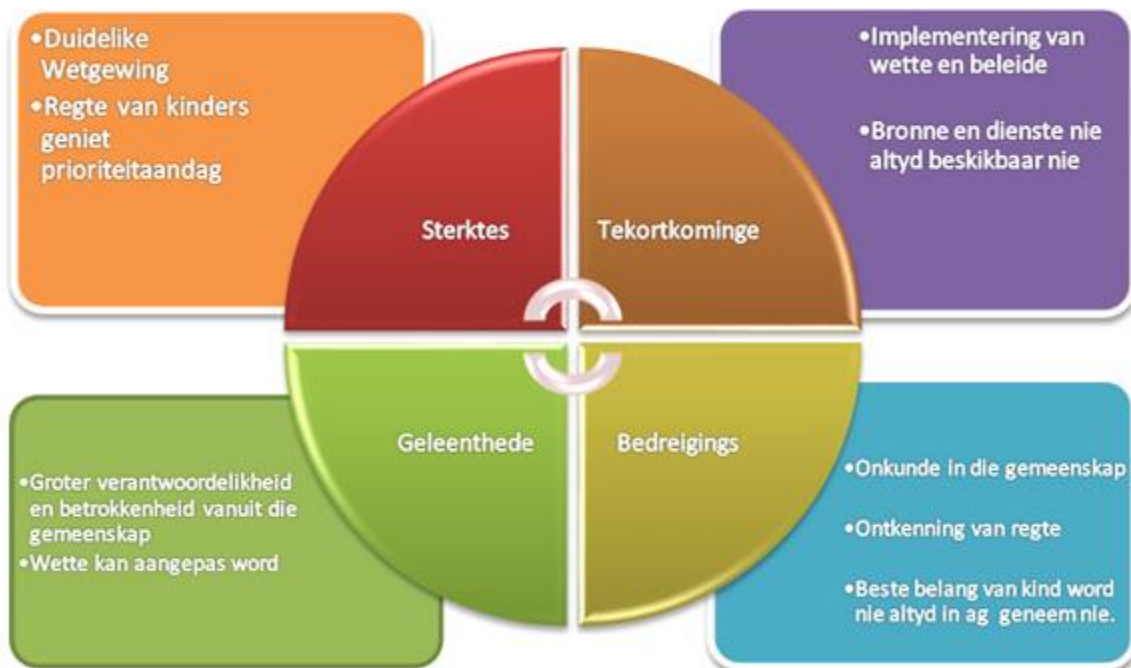 •Duidelike
Wetgewing
•Regte van kinders
geniet
prioriteitaandag
•Implementering van
wette en beleide
•Bronne en dienste nie
altyd beskikbaar nie
Sterktes
Tekortkominge
Geleenthede
Bedreigings
•Groter verantwoordelikheid
en betrokkenheid vanuit die
gemeenskap
•Wette kan aangepas word
•Onkunde in die gemeenskap
•Ontkenning van regte
•Beste belang van kind word
nie altyd in ag geneem nie.